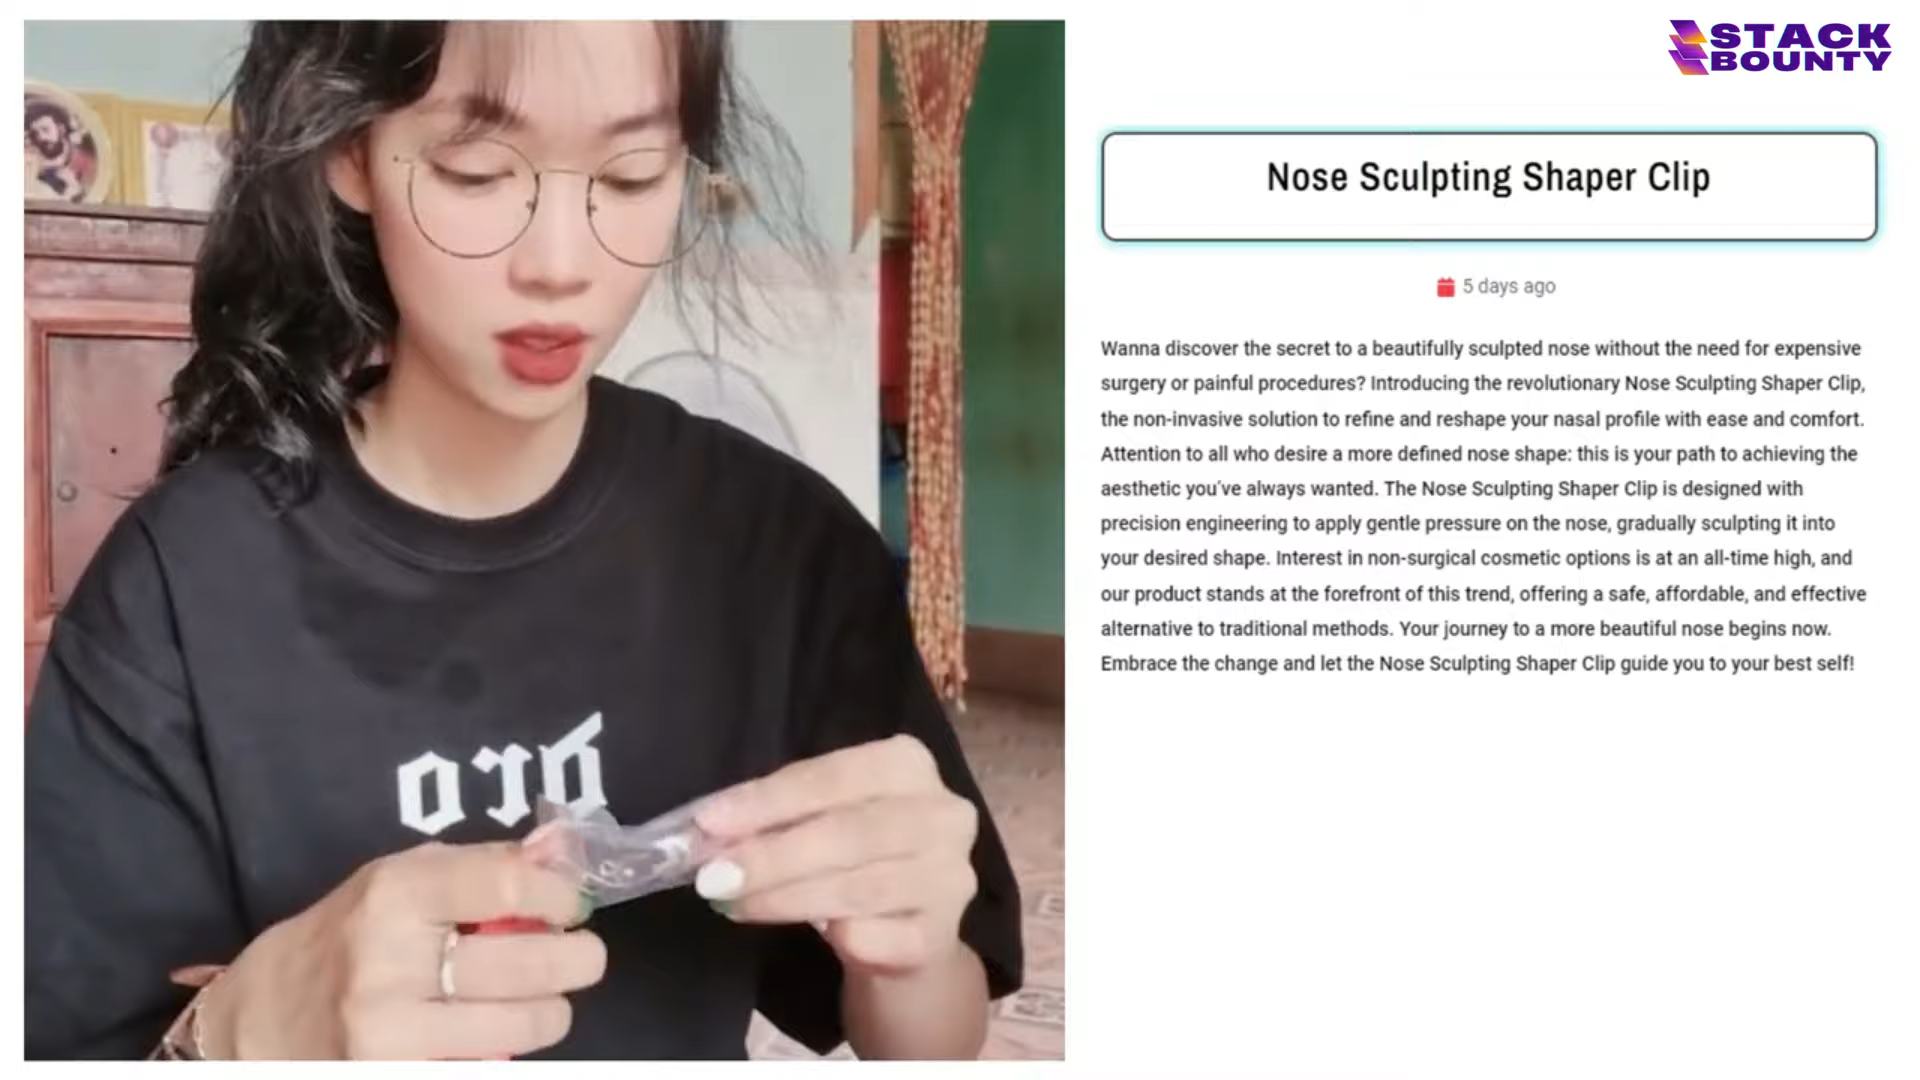 STACK
BOUNTY
Nose Sculpting Shaper Clip
5 days ago
Wanna discover the secret to a beautifully sculpted nose without the need for expensive
surgery or painful procedures? Introducing the revolutionary Nose Sculpting Shaper Clip,
the non-invasive solution to refine and reshape your nasal profile with ease and comfort.
Attention to all who desire a more defined nose shape: this is your path to achieving the
aesthetic you've always wanted. The Nose Sculpting Shaper Clip is designed with
precision engineering to apply gentle pressure on the nose, gradually sculpting it into
your desired shape. Interest in non-surgical cosmetic options is at an all-time high, and
our product stands at the forefront of this trend, offering a safe, affordable, and effective
alternative to traditional methods. Your journey to a more beautiful nose begins now.
Embrace the change and let the Nose Sculpting Shaper Clip guide you to your best self!